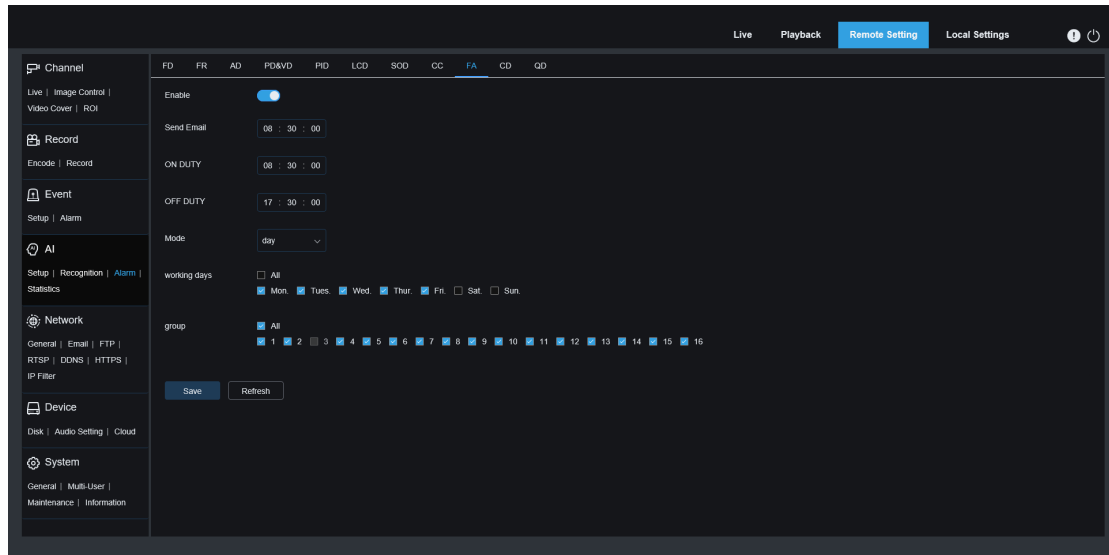 Live Playback Remote Setting Local Settings
Channel
Live | Image Control |
Video Cover | ROI
Record
Encode | Record
Event
Setup | Alarm
AI
Setup | Recognition | Alarm |
Statistics
Network
General | Email | FTP |
RTSP | DDNS | HTTPS |
IP Filter
Device
Disk | Audio Setting | Cloud
System
General | Multi-User |
Maintenance | Information
FD FR AD PD&VD PID LCD SOD CC FA CD QD
Enable
Send Email 08 : 30 : 00
ON DUTY 08 : 30 : 00
OFF DUTY 17 : 30 : 00
Mode day
working days All
Mon. Tues. Wed. Thur. Fri. Sat. Sun.
group All
1 2 3 4 5 6 7 8 9 10 11 12 13 14 15 16
Save Refresh